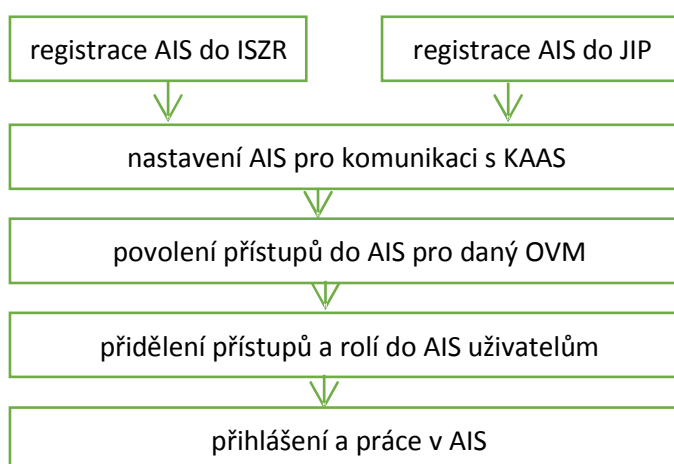 registrace AIS do ISZR
registrace AIS do JIP
nastavení AIS pro komunikaci s KAAS
povolení přístupů do AIS pro daný OVM
přidělení přístupů a rolí do AIS uživatelům
přihlášení a práce v AIS